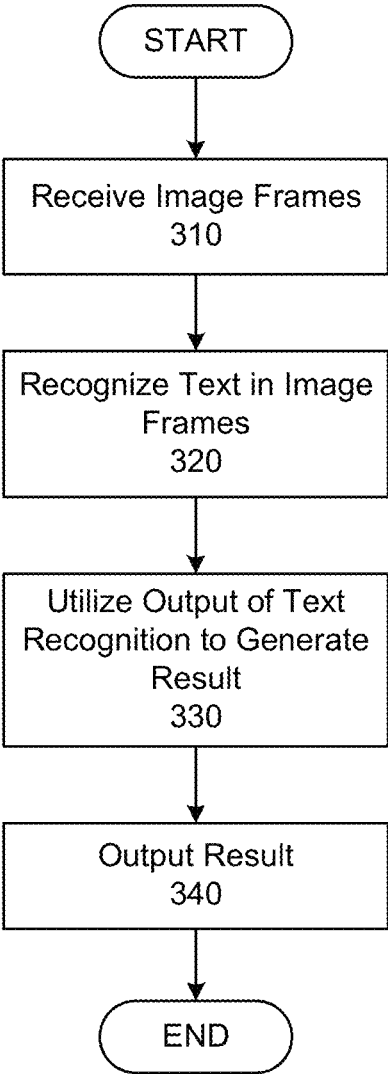 START
Receive Image Frames
310
Recognize Text in Image
Frames
320
Utilize Output of Text
Recognition to Generate
Result
330
Output Result
340
END